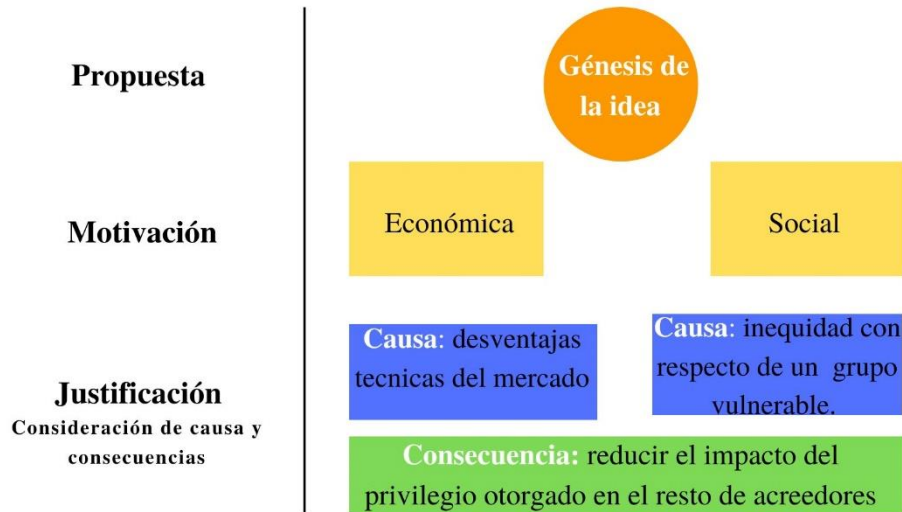 Propuesta
Génesis de
la idea
Motivación
Económica
Social
Justificación
Consideración de causa y
consecuencias
Causa: desventajas
tecnicas del mercado
Causa: inequidad con
respecto de un grupo
vulnerable.
Consecuencia: reducir el impacto del
privilegio otorgado en el resto de acreedores